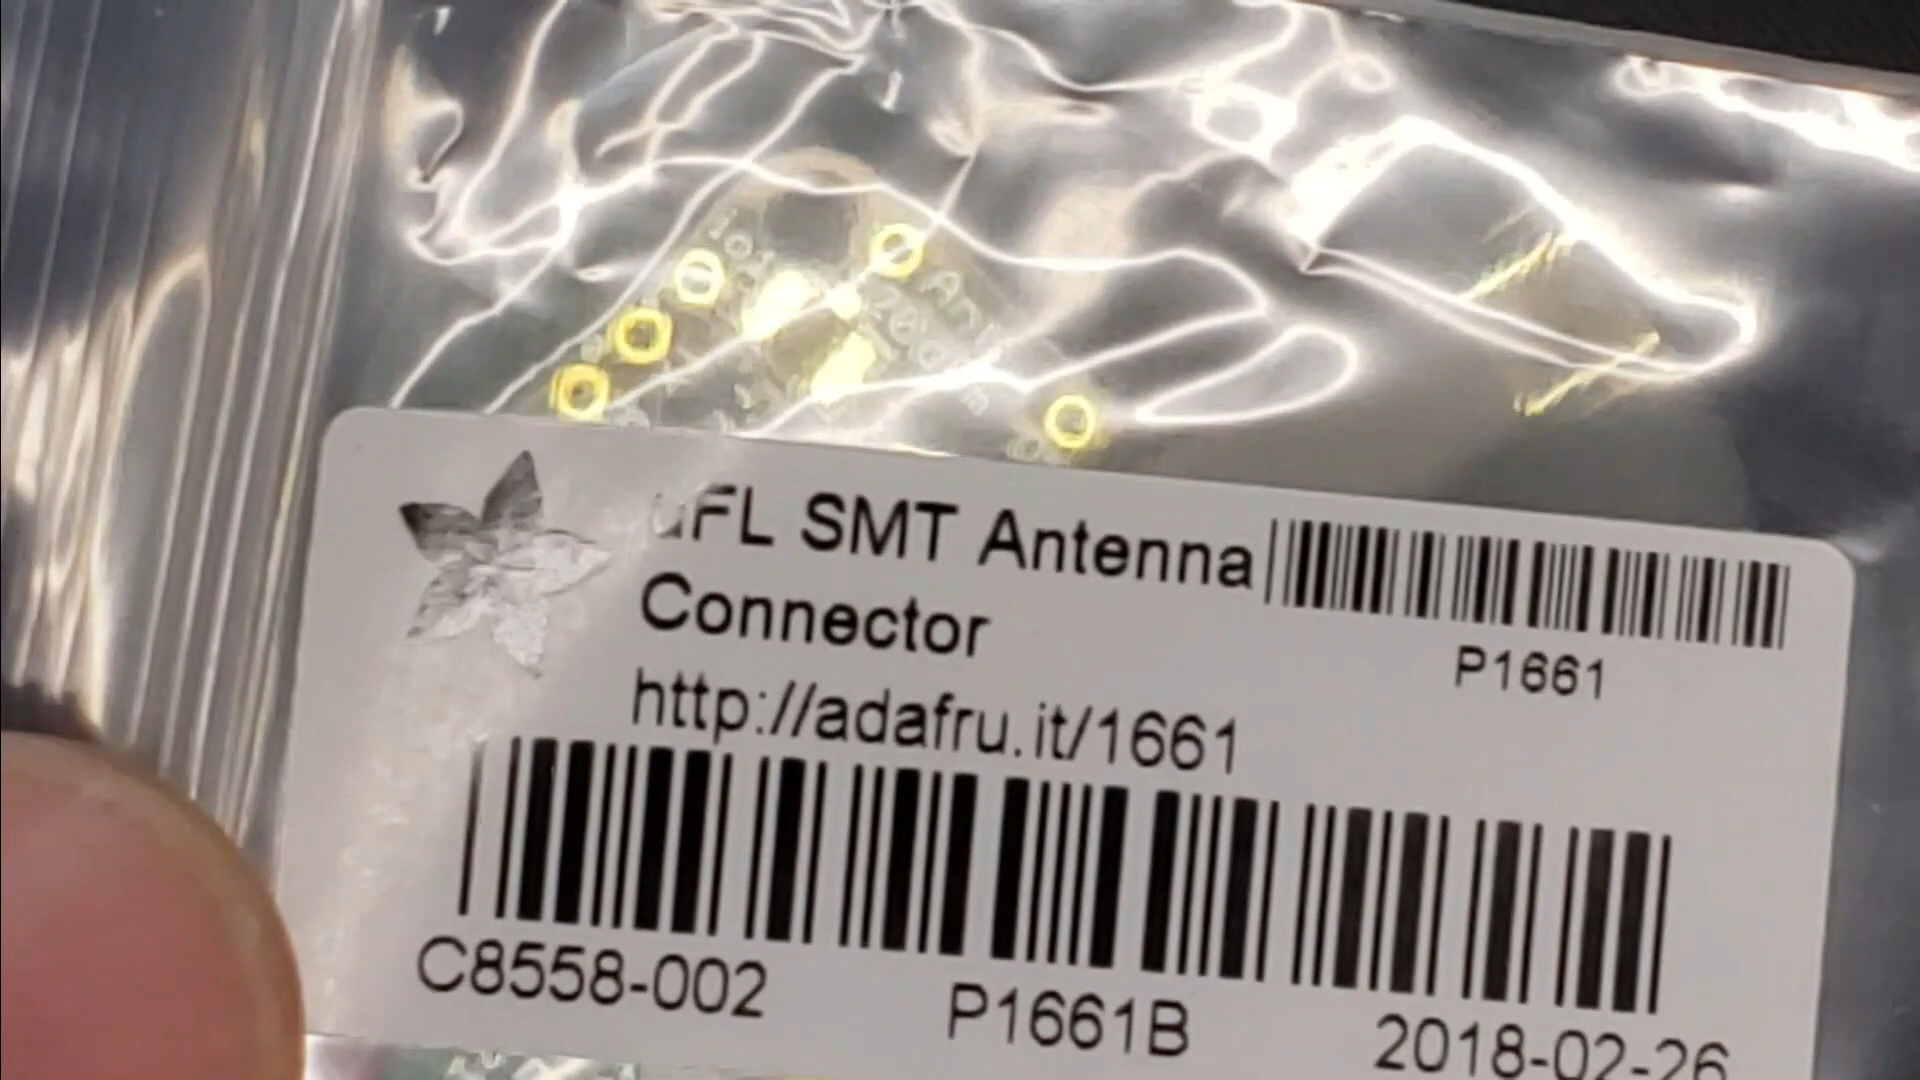 uFL SMT Antenna
Connector
P1661
http://adafru.it/1661
C8558-002 P1661B 2018-02-26